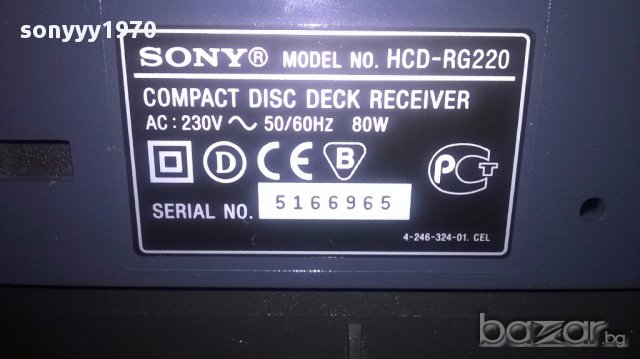 sonyyy1970
SONY® MODEL NO. HCD-RG220
COMPACT DISC DECK RECEIVER
AC: 230V ~ 50/60Hz 80W
D CE B PCT
SERIAL NO. 5166965
4-246-324-01. CEL
bazar.bg